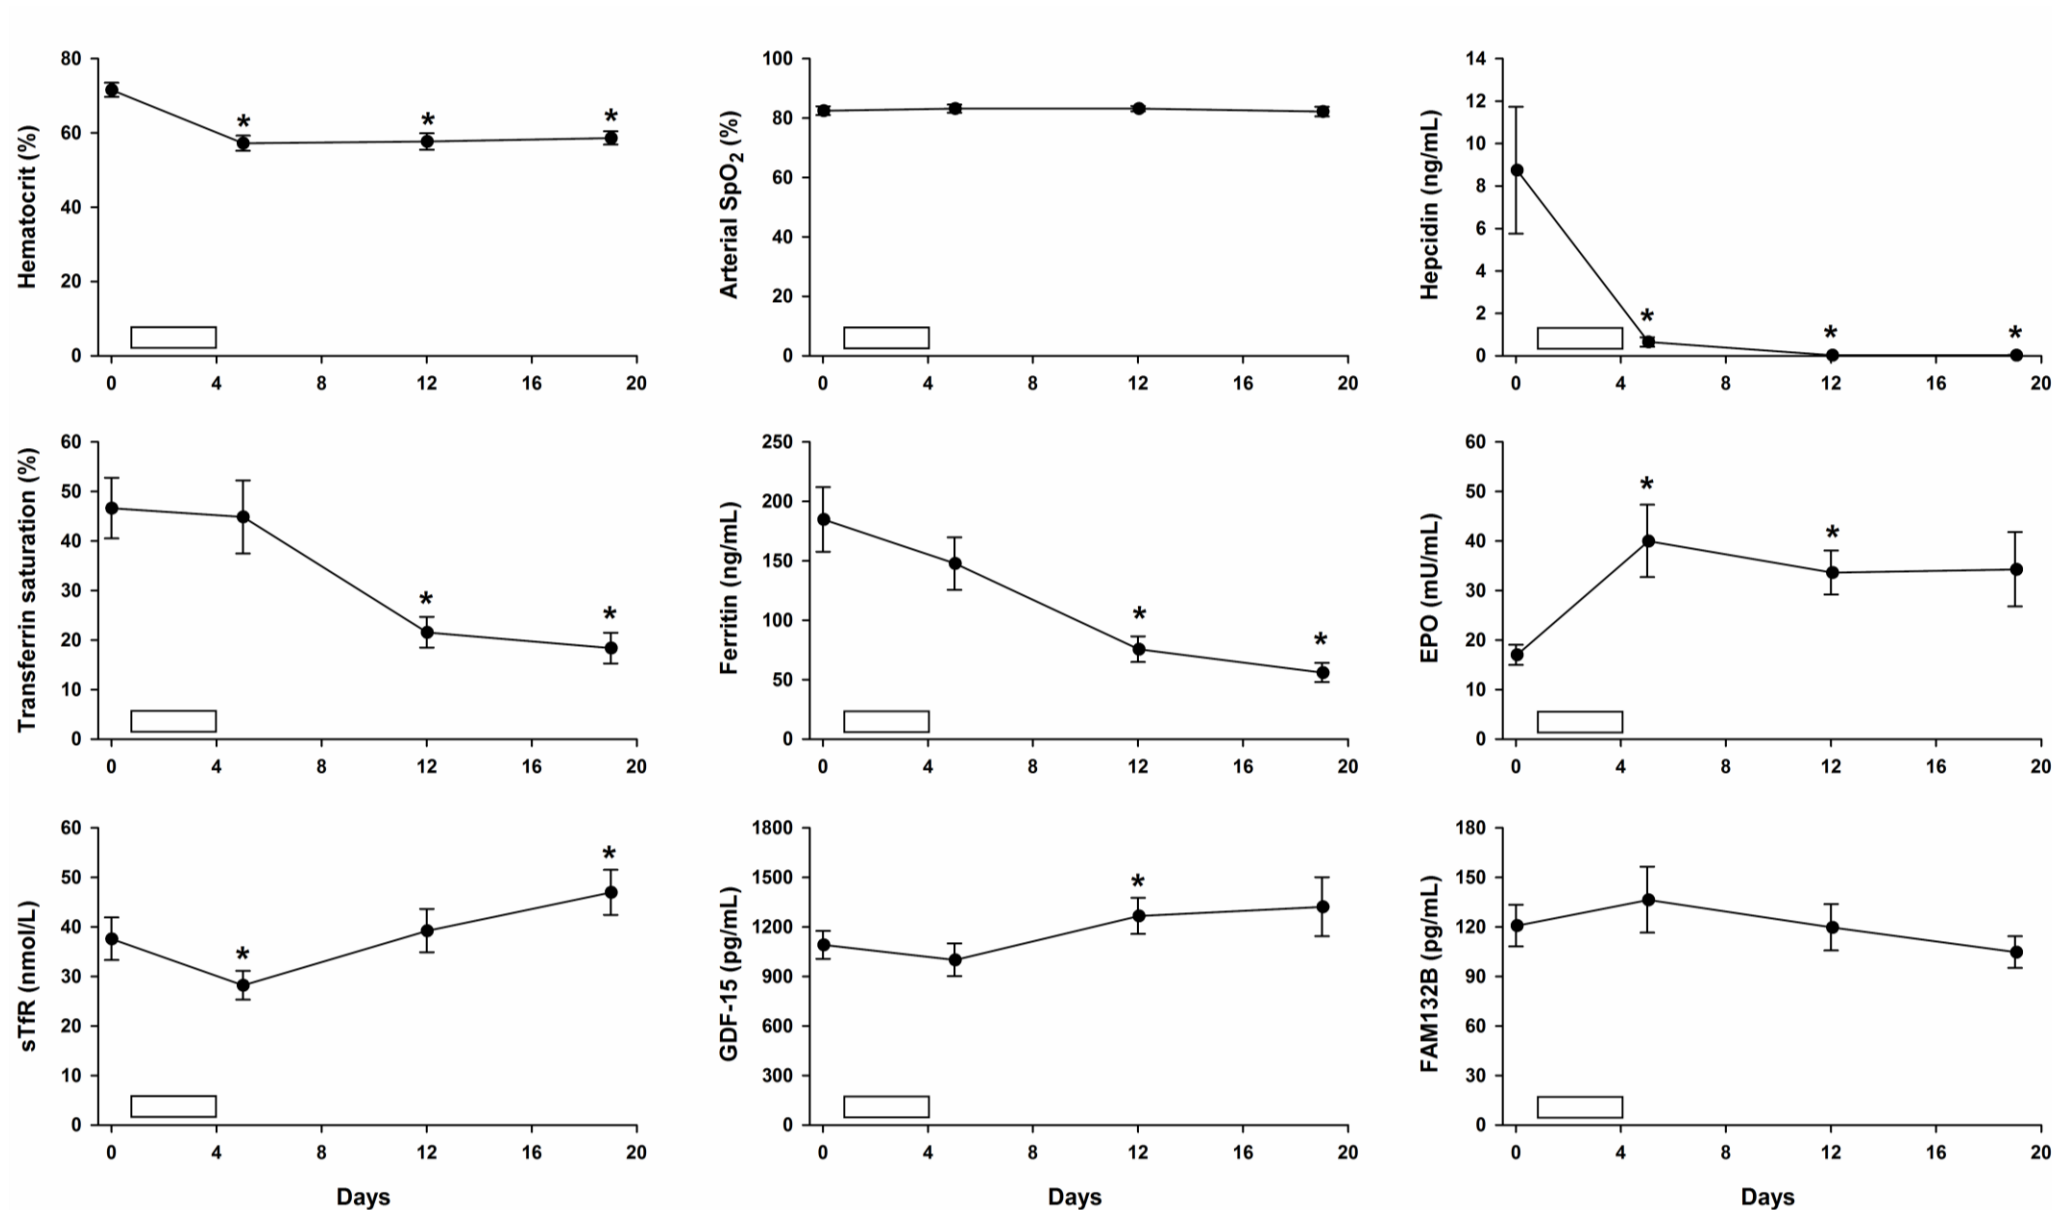 Hematocrit (%)
80
60
40
20
0
* * *
0 4 8 12 16 20
Arterial SpO2 (%)
100
80
60
40
20
0
0 4 8 12 16 20
Hepcidin (ng/mL)
14
12
10
8
6
4
2
0
* * *
0 4 8 12 16 20
Transferrin saturation (%)
60
50
40
30
20
10
0
* *
0 4 8 12 16 20
Ferritin (ng/mL)
250
200
150
100
50
0
* *
0 4 8 12 16 20
EPO (mU/mL)
60
50
40
30
20
10
0
* *
0 4 8 12 16 20
sTfR (nmol/L)
60
50
40
30
20
10
0
* *
0 4 8 12 16 20
Days
GDF-15 (pg/mL)
1800
1500
1200
900
600
300
0
*
0 4 8 12 16 20
Days
FAM132B (pg/mL)
180
150
120
90
60
30
0
0 4 8 12 16 20
Days